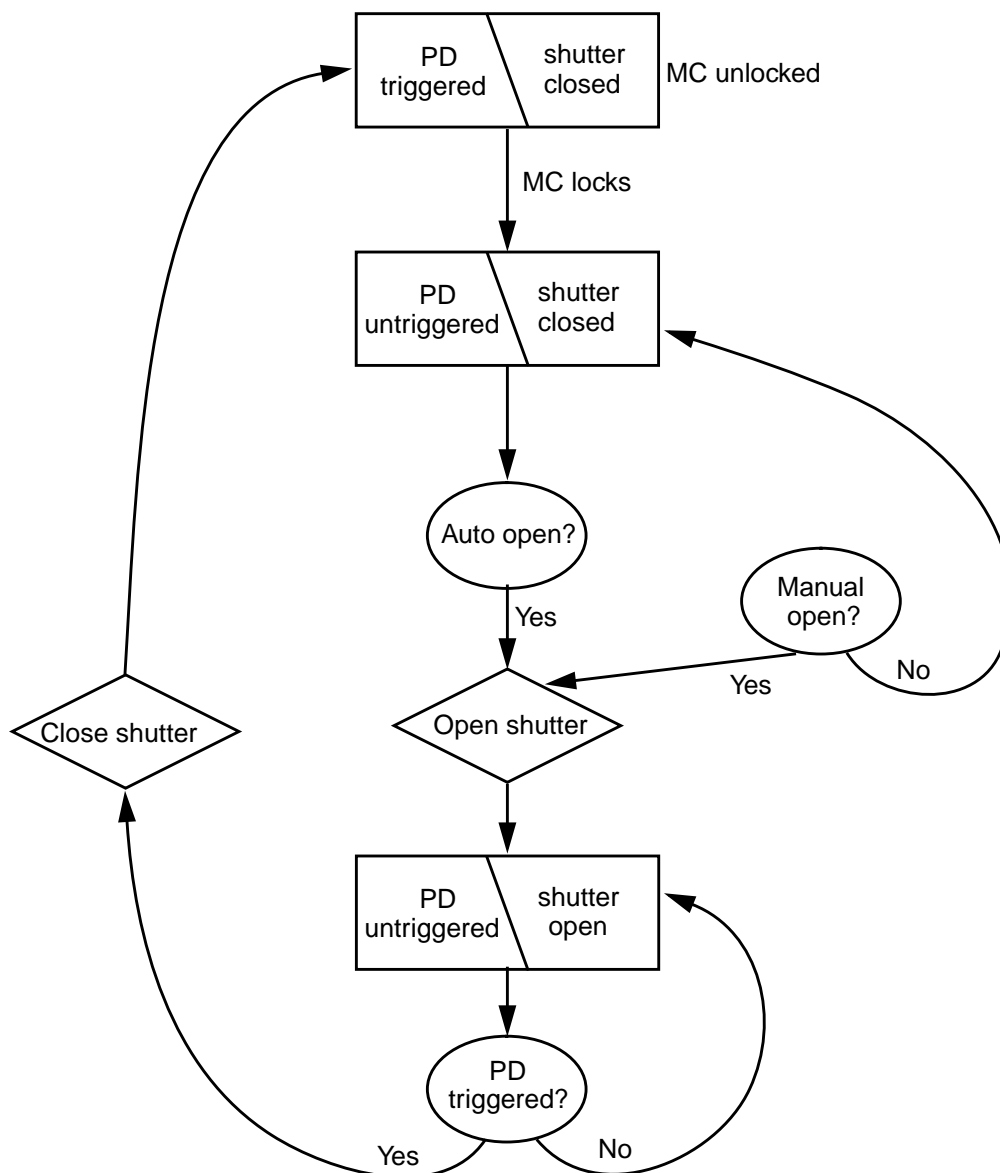 PD
triggered
shutter
closed
MC unlocked
MC locks
PD
untriggered
shutter
closed
Auto open?
Manual
open?
Yes
No
Yes
Close shutter
Open shutter
PD
untriggered
shutter
open
PD
triggered?
Yes
No